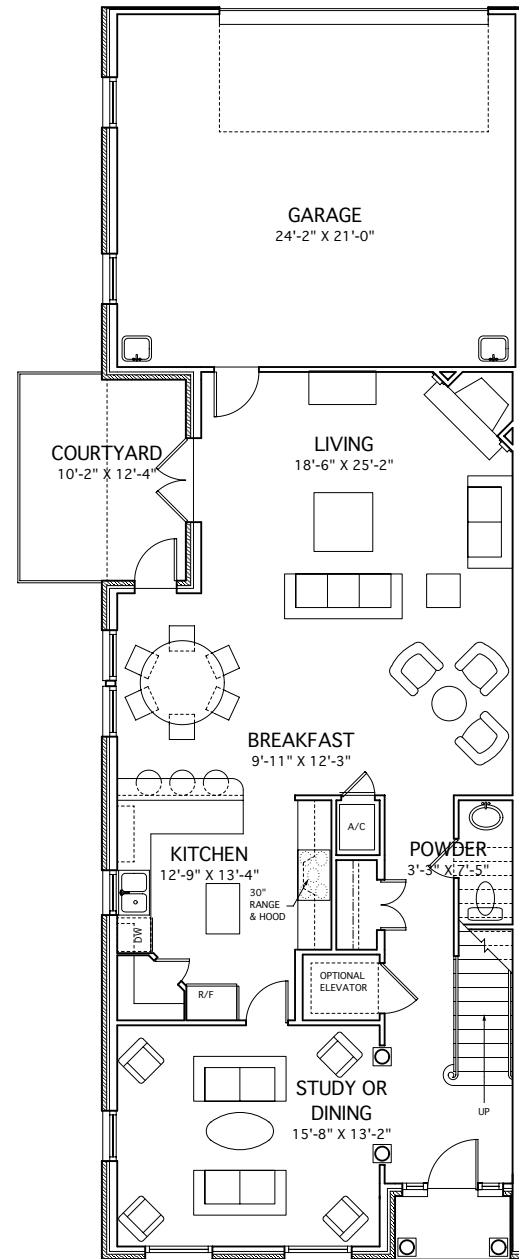 GARAGE
24'-2" X 21'-0"
COURTYARD
10'-2" X 12'-4"
LIVING
18'-6" X 25'-2"
BREAKFAST
9'-11" X 12'-3"
A/C
KITCHEN
12'-9" X 13'-4"
POWDER
3'-3" X 7'-5"
30"
RANGE
& HOOD
DW
R/F
OPTIONAL
ELEVATOR
STUDY OR
DINING
15'-8" X 13'-2"
UP